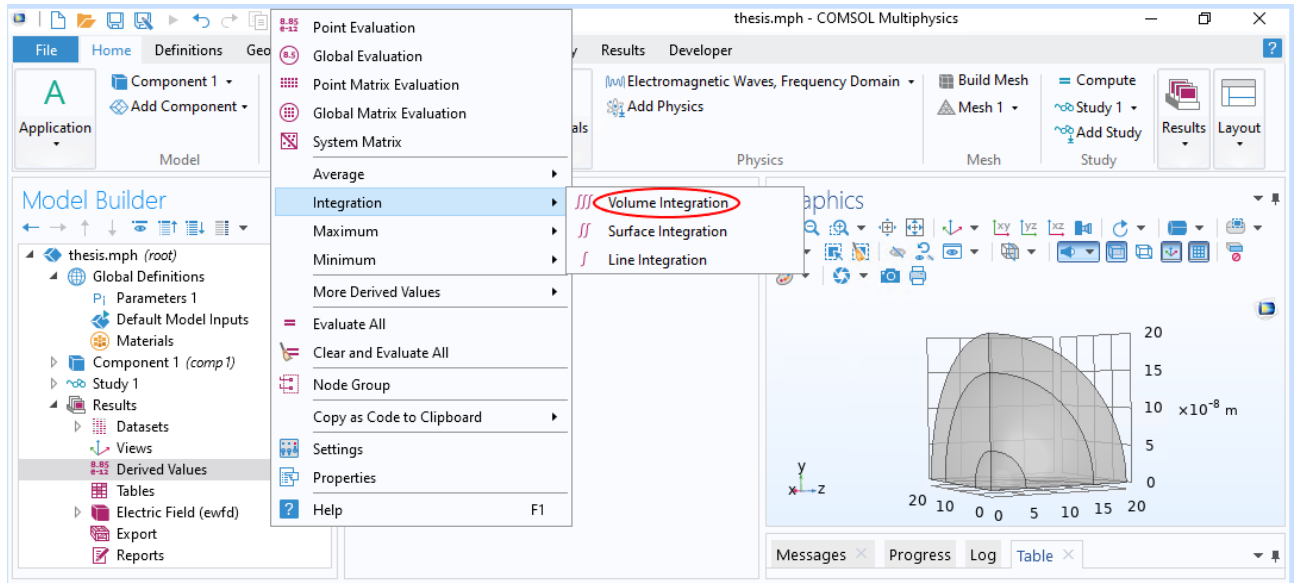 thesis.mph - COMSOL Multiphysics
File Home Definitions Geo y Results Developer ?
Component 1
Add Component
Application
Model
als
Electromagnetic Waves, Frequency Domain
Add Physics
Physics
Build Mesh
Mesh 1
Mesh
Compute
Study 1
Add Study
Study
Results
Layout
8.85
e-12
Point Evaluation
8.5
Global Evaluation
Point Matrix Evaluation
Global Matrix Evaluation
System Matrix
Average
Integration
Maximum
Minimum
More Derived Values
Evaluate All
Clear and Evaluate All
Node Group
Copy as Code to Clipboard
Settings
Properties
? Help F1
∭ Volume Integration
∬ Surface Integration
∫ Line Integration
Model Builder
thesis.mph (root)
Global Definitions
Pi Parameters 1
Default Model Inputs
Materials
Component 1 (comp1)
Study 1
Results
Datasets
Views
8.85
e-12
Derived Values
Tables
Electric Field (ewfd)
Export
Reports
aphics
xy yz xz
20
15
10 ×10⁻⁸ m
5
0
y
x z
20 10 0 0 5 10 15 20
Messages Progress Log Table